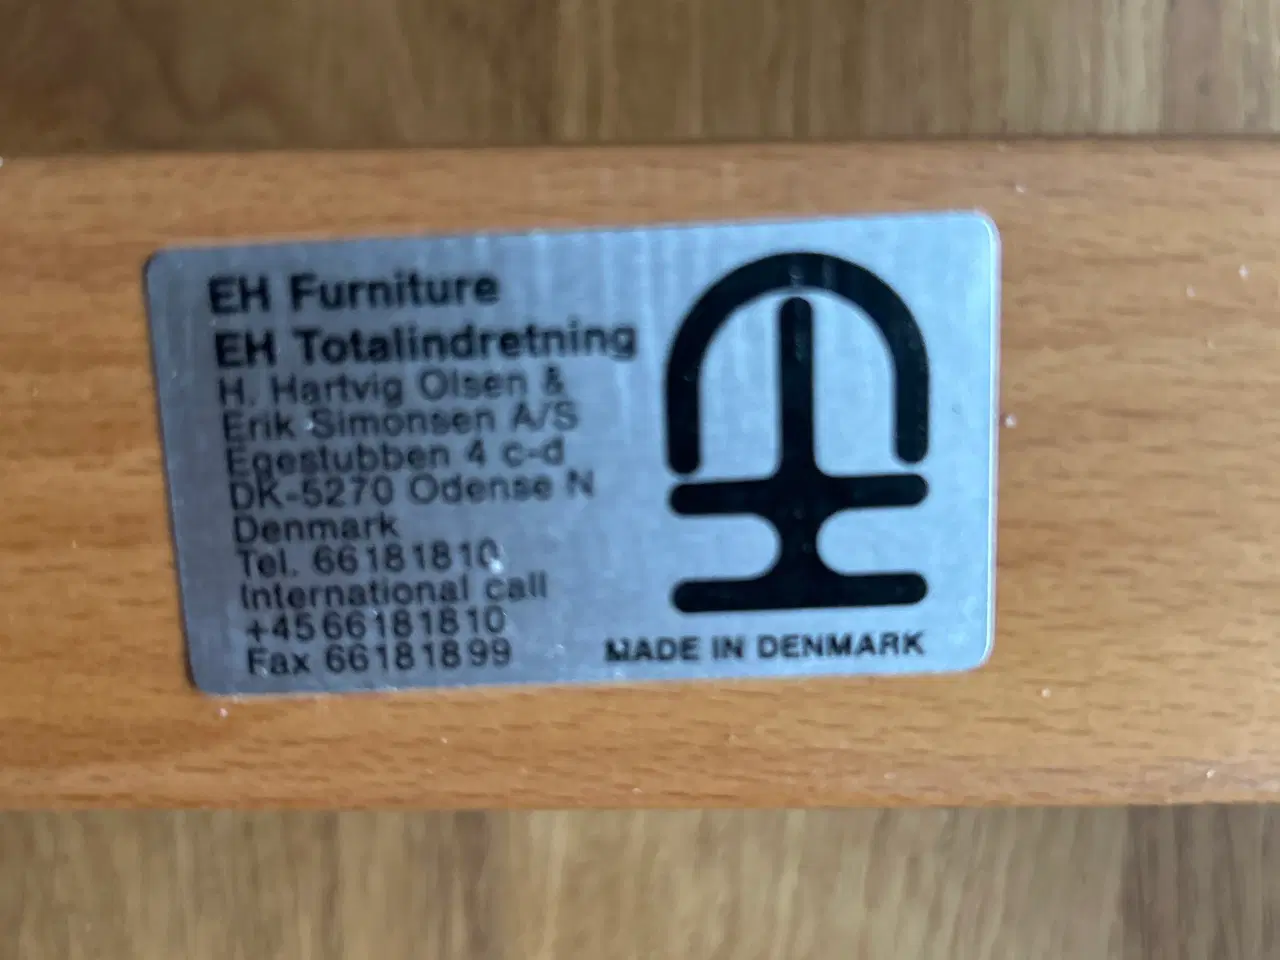 EH Furniture
EH Totalindretning
H. Hartvig Olsen &
Erik Simonsen A/S
Egestubben 4 c-d
DK-5270 Odense N
Denmark
Tel. 66181810
International call
+4566181810
Fax 66181899
MADE IN DENMARK